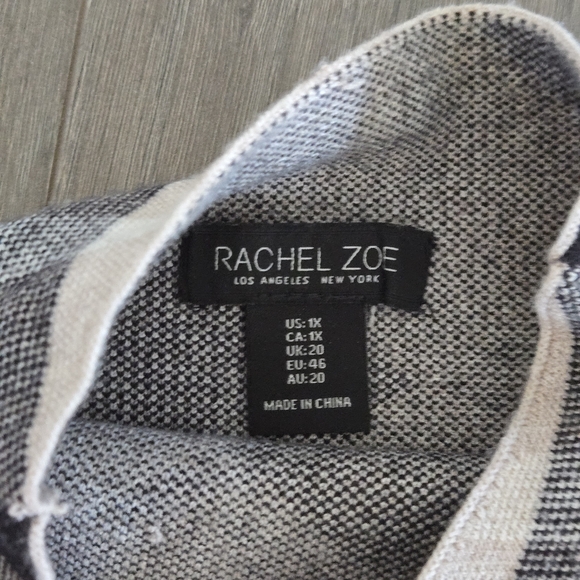 RACHEL ZOE
LOS ANGELES NEW YORK
US: 1X
CA: 1X
UK: 20
EU: 46
AU: 20
MADE IN CHINA